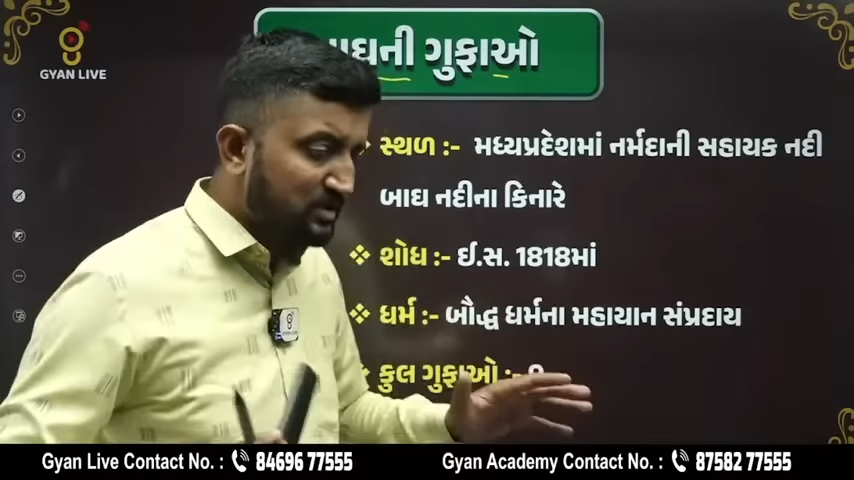 GYAN LIVE
ગુફાઓ
સ્થળ :- મધ્યપ્રદેશમાં નર્મદાની સહાયક નદી
બાઘ નદીના કિનારે
શોધ :- ઈ.સ. 1818માં
ધર્મ :- બૌદ્ધ ધર્મના મહાયાન સંપ્રદાય
કુલ ગુફાઓ :-
Gyan Live Contact No. : 84696 77555
Gyan Academy Contact No. : 87582 77555